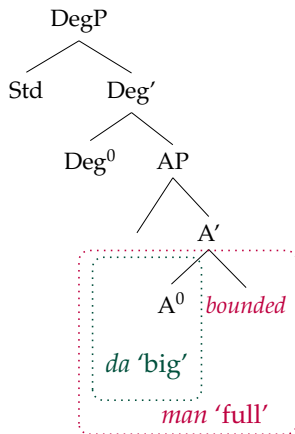 DegP
Std Deg’
Deg⁰ AP
A’
A⁰ bounded
da ‘big’
man ‘full’